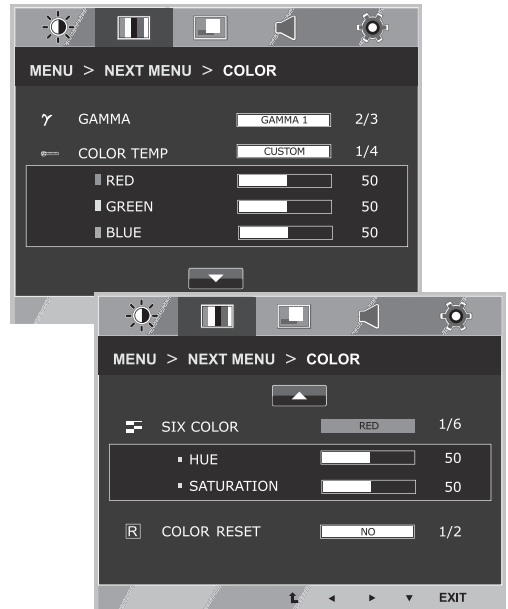 MENU > NEXT MENU > COLOR
γ GAMMA GAMMA 1 2/3
COLOR TEMP CUSTOM 1/4
RED 50
GREEN 50
BLUE 50
MENU > NEXT MENU > COLOR
SIX COLOR RED 1/6
HUE 50
SATURATION 50
R COLOR RESET NO 1/2
EXIT